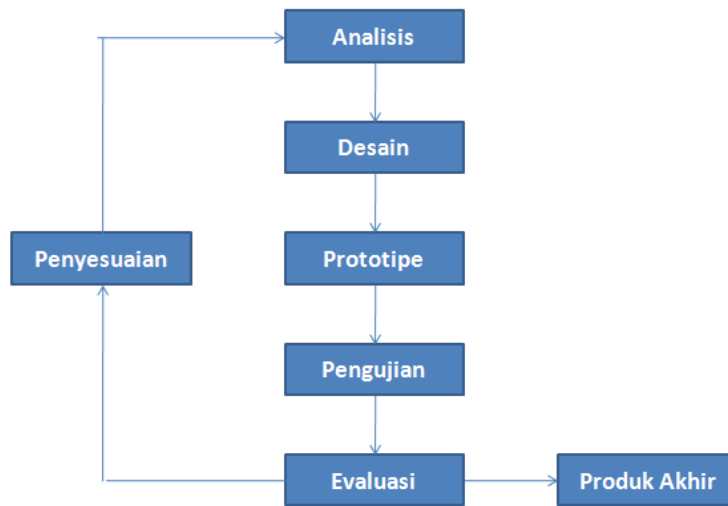 Analisis
Desain
Penyesuaian
Prototipe
Pengujian
Evaluasi
Produk Akhir